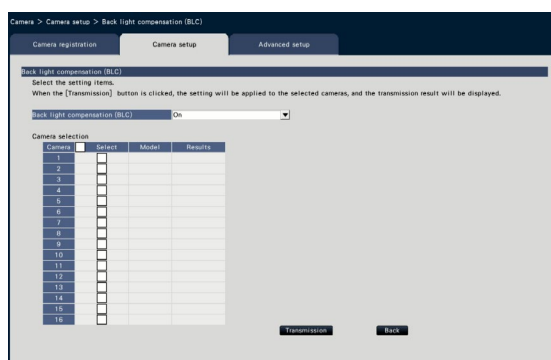 Camera > Camera setup > Back light compensation (BLC)
Camera registration Camera setup Advanced setup
Back light compensation (BLC)
Select the setting items.
When the [Transmission] button is clicked, the setting will be applied to the selected cameras, and the transmission result will be displayed.
Back light compensation (BLC) On
Camera selection
Camera Select Model Results
1
2
3
4
5
6
7
8
9
10
11
12
13
14
15
16
Transmission Back